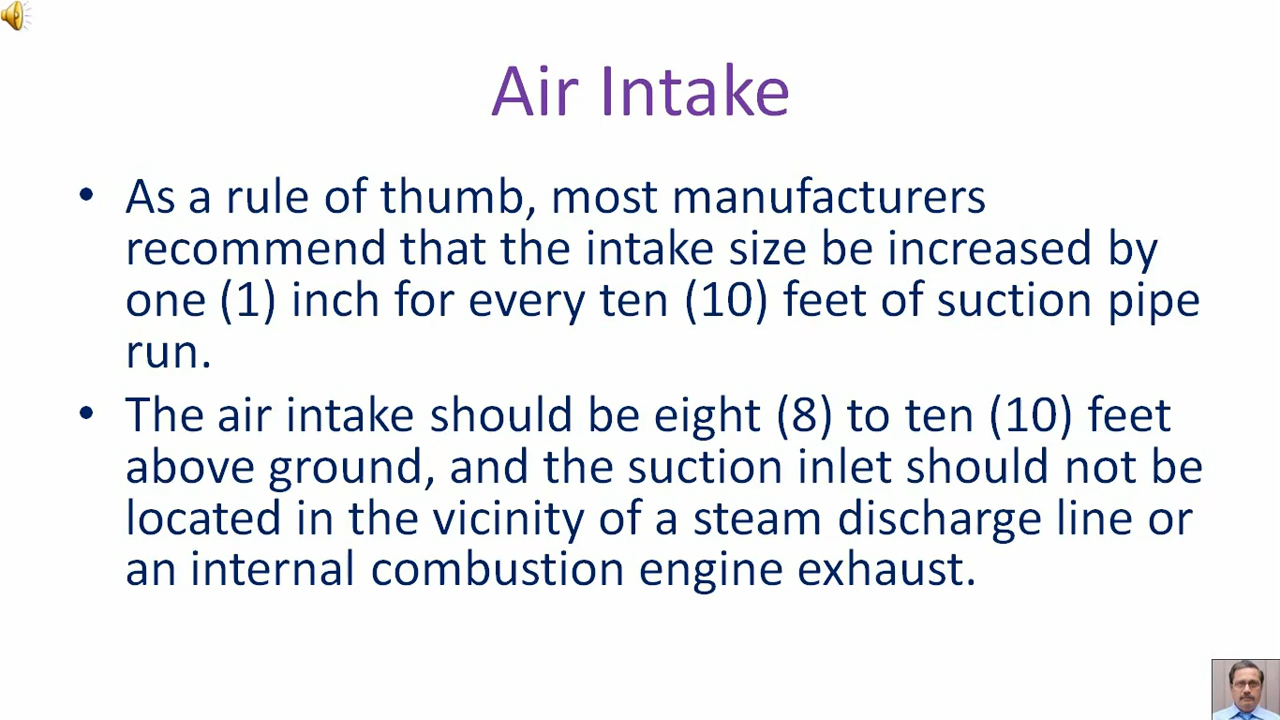 Air Intake
• As a rule of thumb, most manufacturers
recommend that the intake size be increased by
one (1) inch for every ten (10) feet of suction pipe
run.
• The air intake should be eight (8) to ten (10) feet
above ground, and the suction inlet should not be
located in the vicinity of a steam discharge line or
an internal combustion engine exhaust.